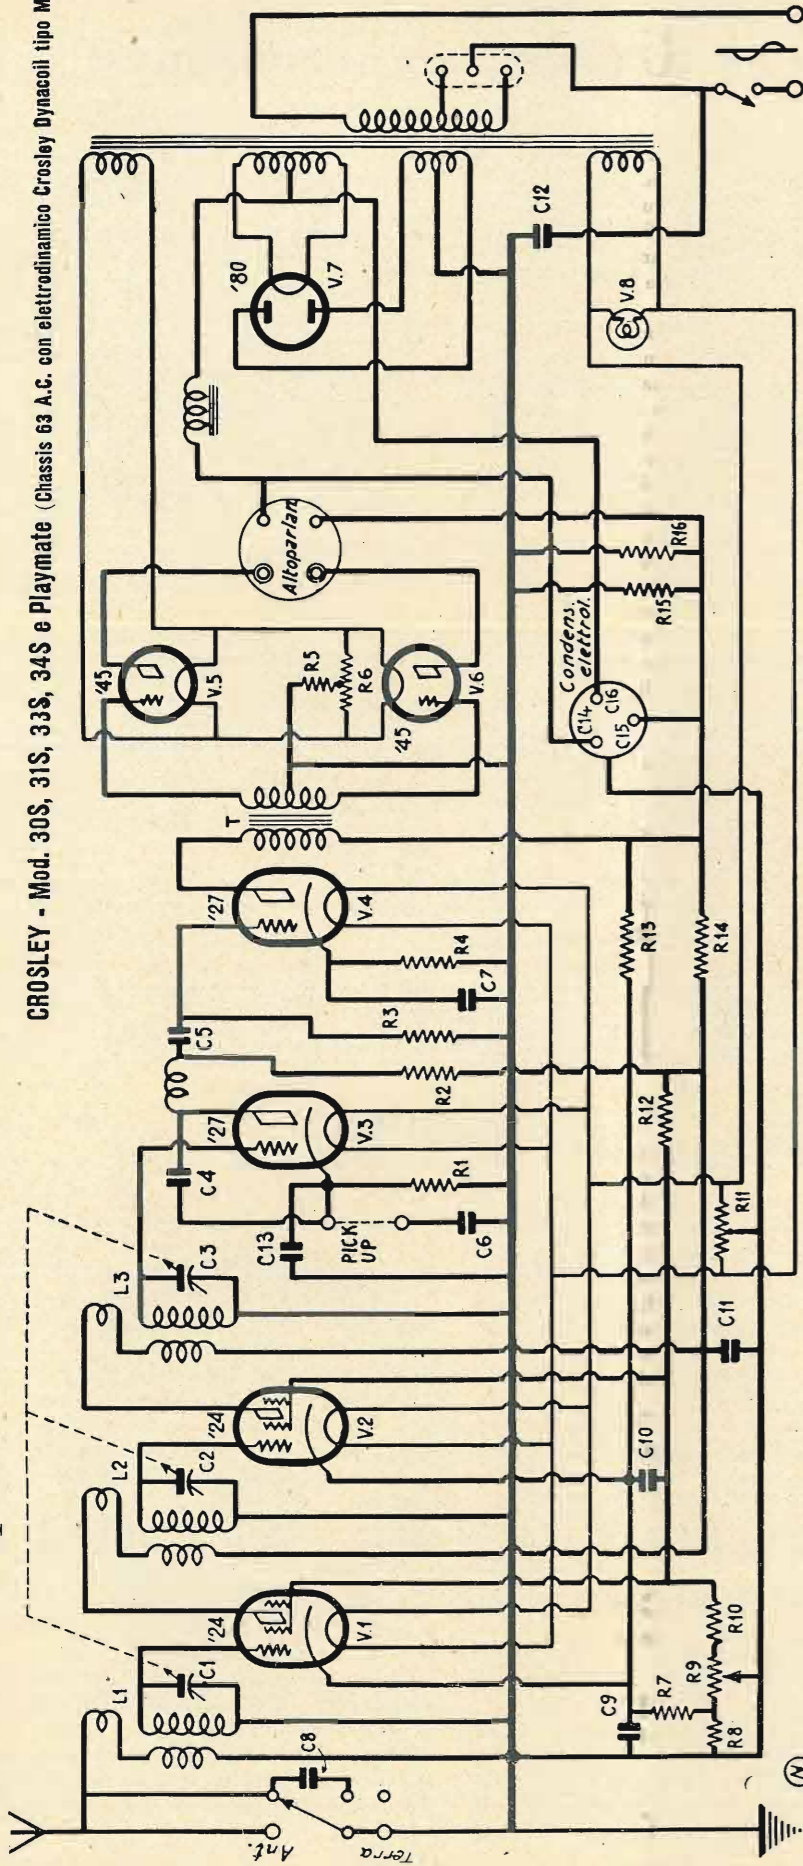 CROSLEY - Mod. 30S, 31S, 33S, 34S e Playmate (Chassis 63 A.C. con elettrodinamico Crosley Dynacoil tipo M
L1
L2
L3
C1
C2
C3
'24
V.1
'24
V.2
'27
V.3
'27
V.4
'45
V.5
'45
V.6
'80
V.7
V.8
C4
C5
C13
PICK
UP
C6
R1
R2
R3
R4
C7
T
R5
R6
Altoparlan
Condens.
elettrol.
C14
C15
C16
R15
R16
C12
C8
Ant.
Terra
C9
R7
R8
R9
R10
C10
C11
R11
R12
R13
R14
N